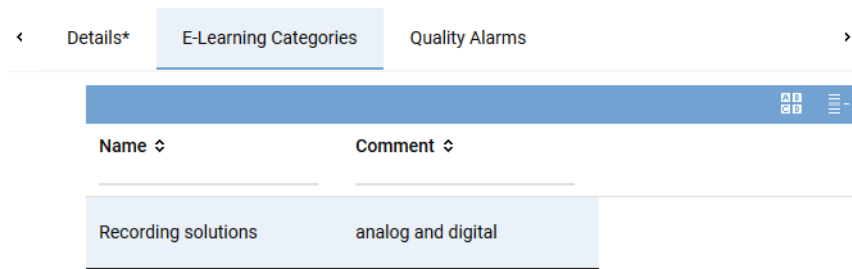 Details* E-Learning Categories Quality Alarms
A B
C D
Name Comment
Recording solutions analog and digital